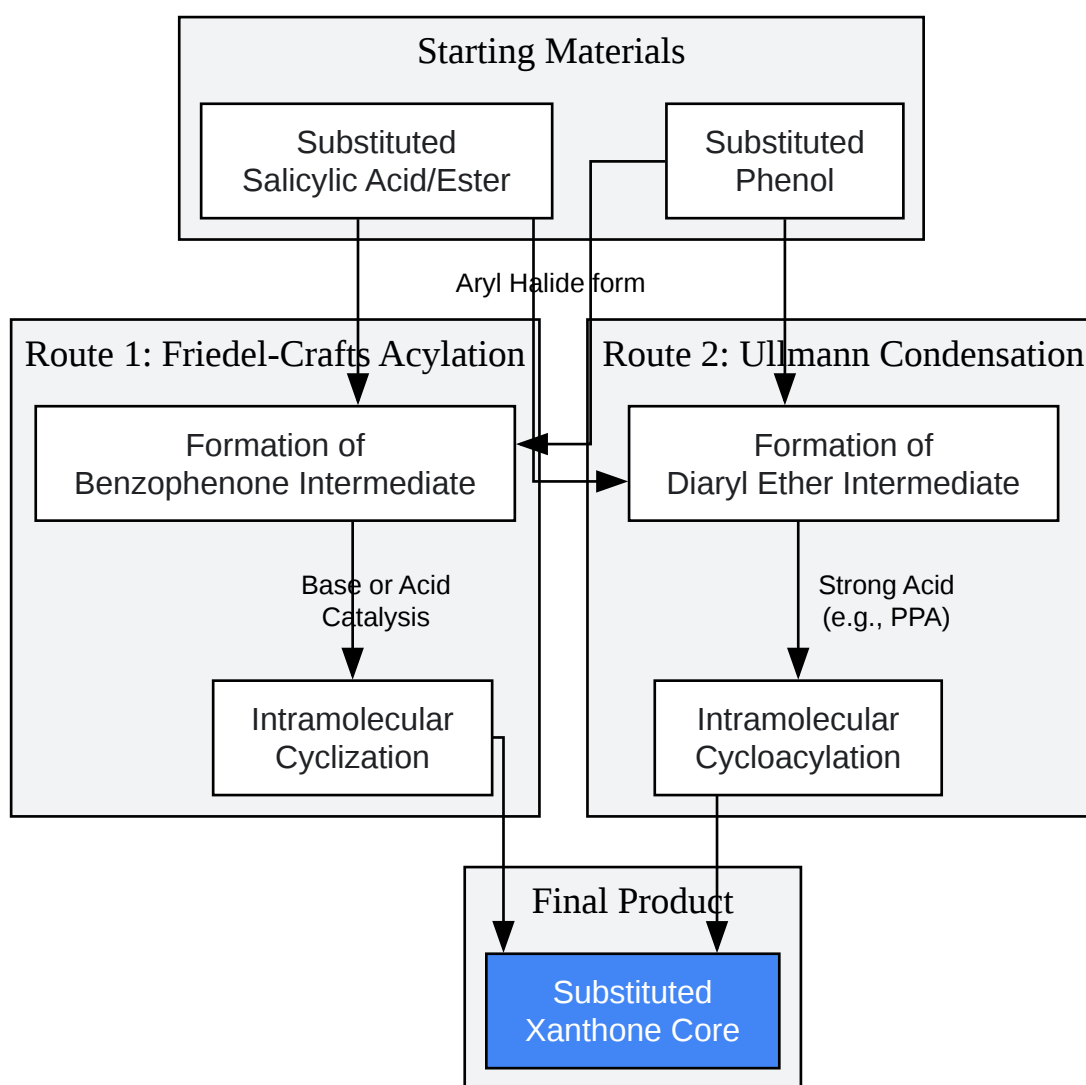 Starting Materials
Substituted
Salicylic Acid/Ester
Substituted
Phenol
Aryl Halide form
Route 1: Friedel-Crafts Acylation
Formation of
Benzophenone Intermediate
Base or Acid
Catalysis
Intramolecular
Cyclization
Route 2: Ullmann Condensation
Formation of
Diaryl Ether Intermediate
Strong Acid
(e.g., PPA)
Intramolecular
Cycloacylation
Final Product
Substituted
Xanthone Core